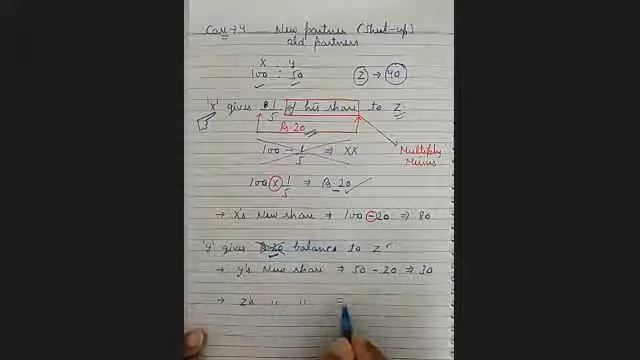 Case → 4 New partner (Shut-up)
old partners
X : Y
100 : 50 Z → 40
'X' gives 1/5 of his share to Z
Rs. 20
100 - 1/5 ⇒ XX
Multiply
Minus
100 × 1/5 ⇒ Rs 20
→ X's New share ⇒ 100 - 20 ⇒ 80
'Y' gives Rs 20 balance to Z
→ Y's New share ⇒ 50 - 20 ⇒ 30
→ Z's " " =